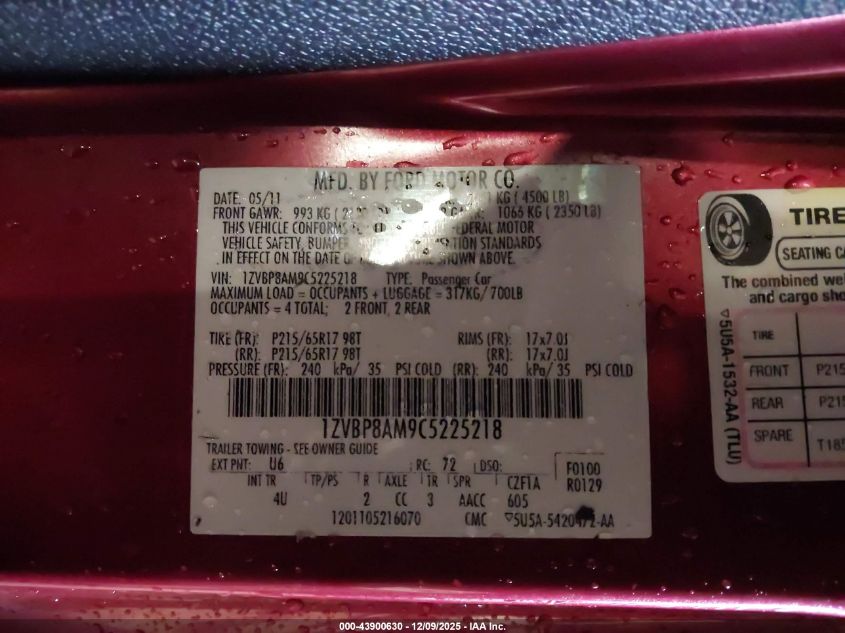 MFD. BY FORD MOTOR CO.
DATE: 05/11 KG ( 4500 LB)
FRONT GAWR: 993 KG ( 1066 KG ( 2350 LB)
THIS VEHICLE CONFORMS FEDERAL MOTOR
VEHICLE SAFETY, BUMPER STANDARDS
IN EFFECT ON THE DATE OF SHOWN ABOVE.
VIN: 1ZVBP8AM9C5225218 TYPE: Passenger Car
MAXIMUM LOAD = OCCUPANTS + LUGGAGE = 317KG/700LB
OCCUPANTS = 4 TOTAL; 2 FRONT, 2 REAR
TIRE (FR): P215/65R17 98T RIMS (FR): 17x7.0J
(RR): P215/65R17 98T (RR): 17x7.0J
PRESSURE (FR): 240 kPa/ 35 PSI COLD (RR): 240 kPa/ 35 PSI COLD
1ZVBP8AM9C5225218
TRAILER TOWING - SEE OWNER GUIDE
EXT PNT: U6 RC: 72 DSO: F0100
INT TR TP/PS R AXLE TR SPR CZF1A R0129
4U 2 CC 3 AACC 605
1201105216070 CMC ▽5U5A-5420472-AA
TIRE
SEATING CA
The combined wei
and cargo sho
TIRE
FRONT P215
REAR P215
SPARE T185
▽5U5A-1532-AA (TLU)
000-43900630 - 12/09/2025 - IAA Inc.